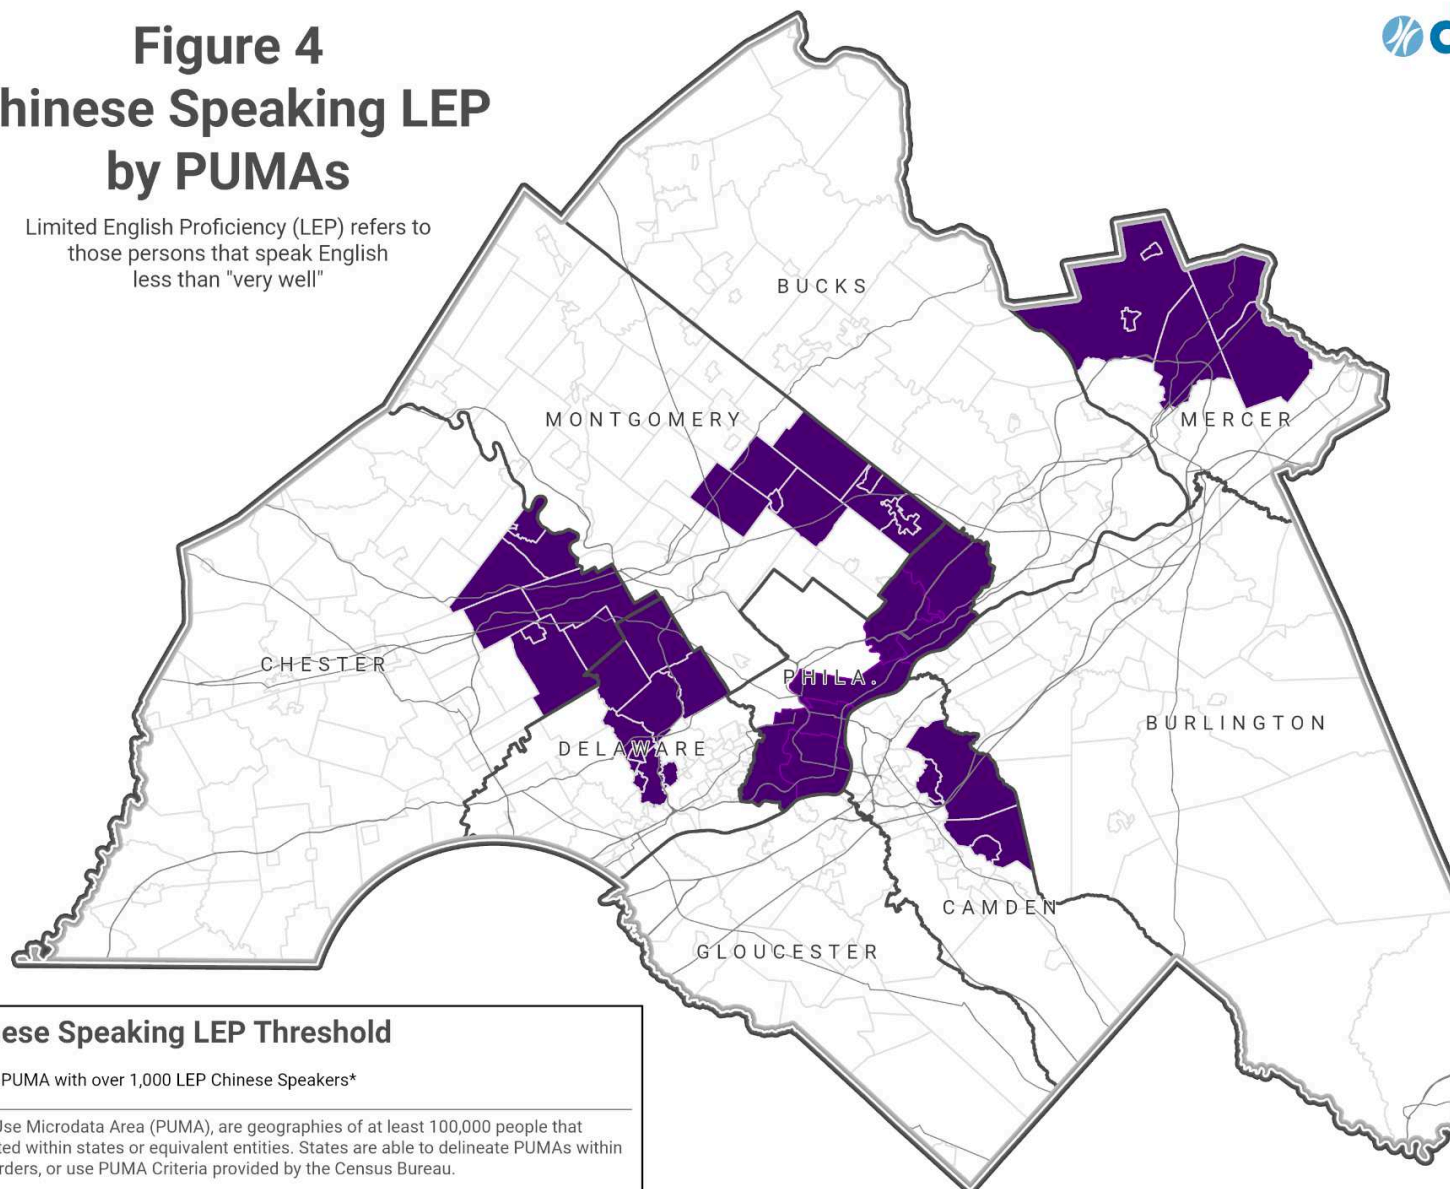 Figure 4
hinese Speaking LEP
by PUMAs
Limited English Proficiency (LEP) refers to
those persons that speak English
less than "very well"
BUCKS
MONTGOMERY
MERCER
CHESTER
PHILA.
DELAWARE
BURLINGTON
CAMDEN
GLOUCESTER
ese Speaking LEP Threshold
PUMA with over 1,000 LEP Chinese Speakers*
Use Microdata Area (PUMA), are geographies of at least 100,000 people that
ted within states or equivalent entities. States are able to delineate PUMAs within
rders, or use PUMA Criteria provided by the Census Bureau.